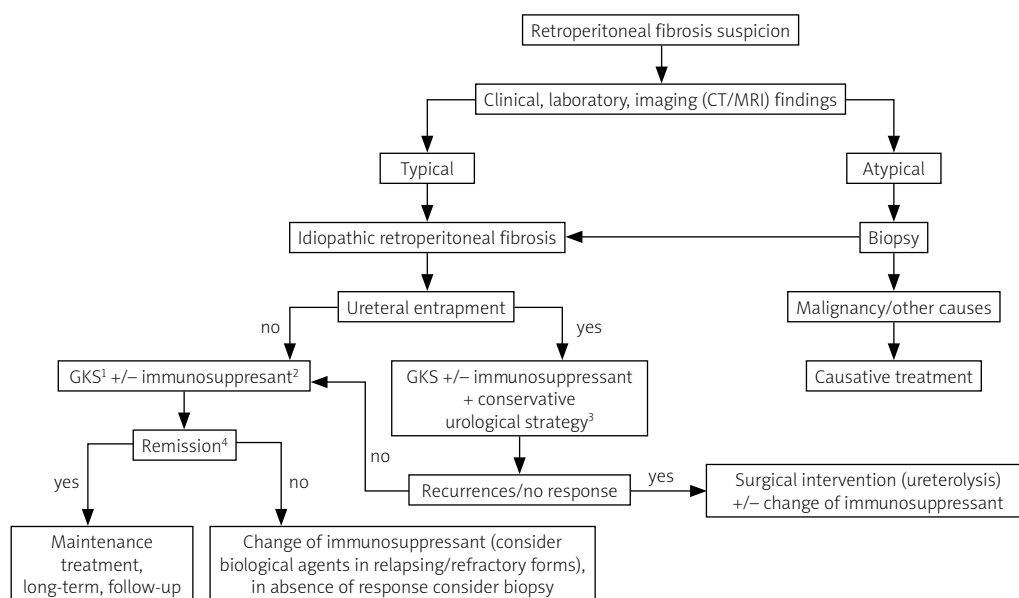 Retroperitoneal fibrosis suspicion
Clinical, laboratory, imaging (CT/MRI) findings
Typical
Atypical
Idiopathic retroperitoneal fibrosis
Biopsy
Ureteral entrapment
Malignancy/other causes
no
yes
GKS¹ +/– immunosuppresant²
GKS +/– immunosuppressant
+ conservative
urological strategy³
Causative treatment
Remission⁴
no
yes
no
Recurrences/no response
yes
Surgical intervention (ureterolysis)
+/– change of immunosuppressant
Maintenance
treatment,
long-term, follow-up
Change of immunosuppressant (consider
biological agents in relapsing/refractory forms),
in absence of response consider biopsy